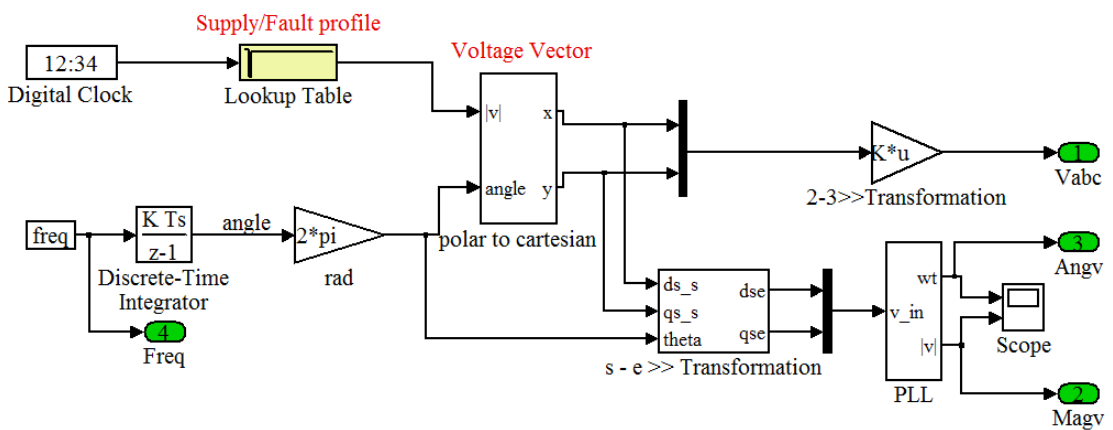 Supply/Fault profile
12:34
Digital Clock
Lookup Table
Voltage Vector
|v|
x
angle
y
polar to cartesian
K*u
2-3>>Transformation
1
Vabc
freq
K Ts
z-1
Discrete-Time
Integrator
angle
2*pi
rad
4
Freq
ds_s
dse
qs_s
qse
theta
s - e >> Transformation
v_in
wt
|v|
PLL
3
Angv
Scope
2
Magv